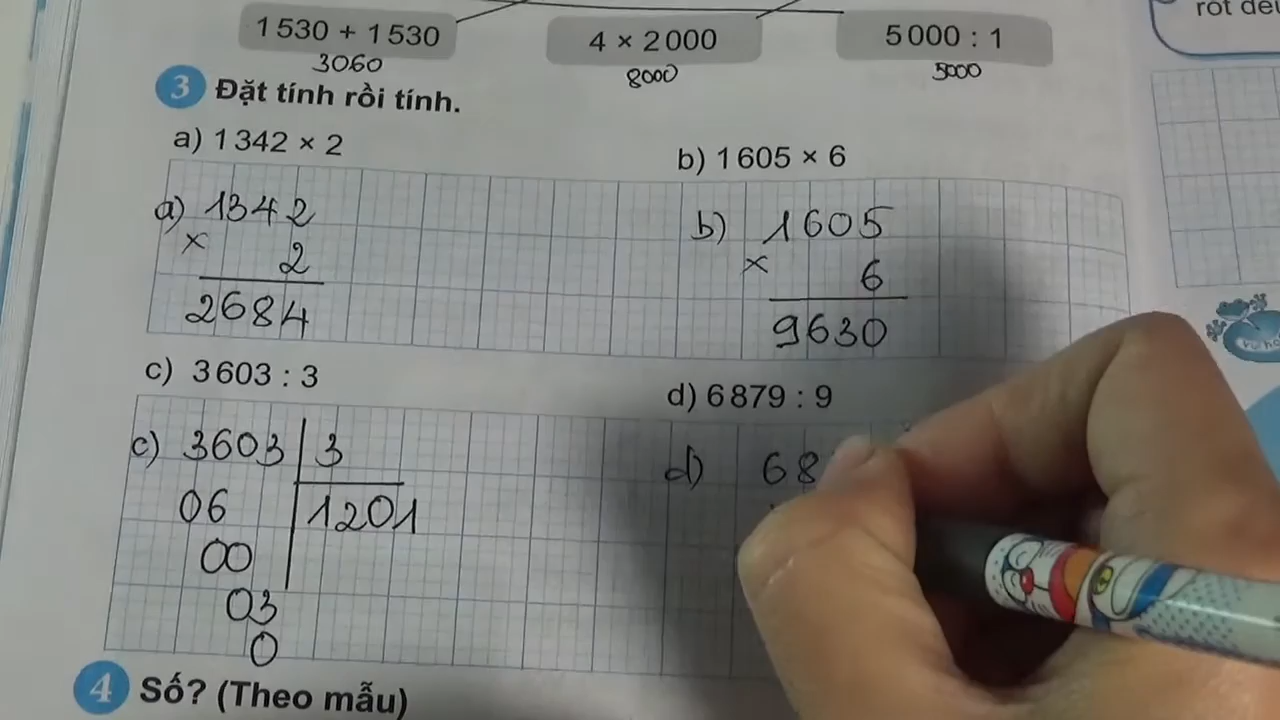 rốt
1 530 + 1 530
4 × 2 000
5 000 : 1
3060
8000
5000
3 Đặt tính rồi tính.
a) 1 342 × 2
b) 1 605 × 6
a) 1342
× 2
2684
b) 1605
× 6
9630
c) 3 603 : 3
d) 6 879 : 9
c) 3603 3
06 1201
00
03
0
d) 68
4 Số? (Theo mẫu)